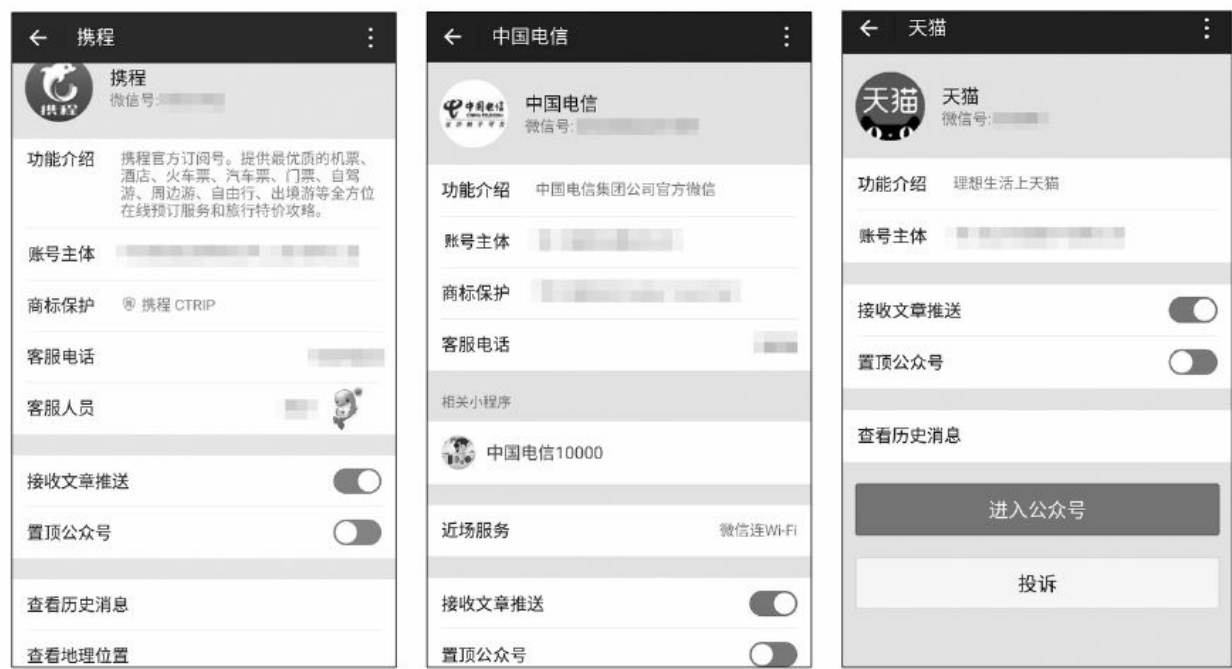 携程
携程
携程
微信号:
功能介绍
携程官方订阅号。提供最优质的机票、
酒店、火车票、汽车票、门票、自驾
游、周边游、自由行、出境游等全方位
在线预订服务和旅行特价攻略。
账号主体
商标保护
携程 CTRIP
客服电话
客服人员
接收文章推送
置顶公众号
查看历史消息
查看地理位置
中国电信
中国电信
CHINA TELECOM
中国电信
微信号:
功能介绍
中国电信集团公司官方微信
账号主体
商标保护
客服电话
相关小程序
中国电信10000
近场服务
微信连Wi-Fi
接收文章推送
置顶公众号
天猫
天猫
天猫
微信号:
功能介绍
理想生活上天猫
账号主体
接收文章推送
置顶公众号
查看历史消息
进入公众号
投诉